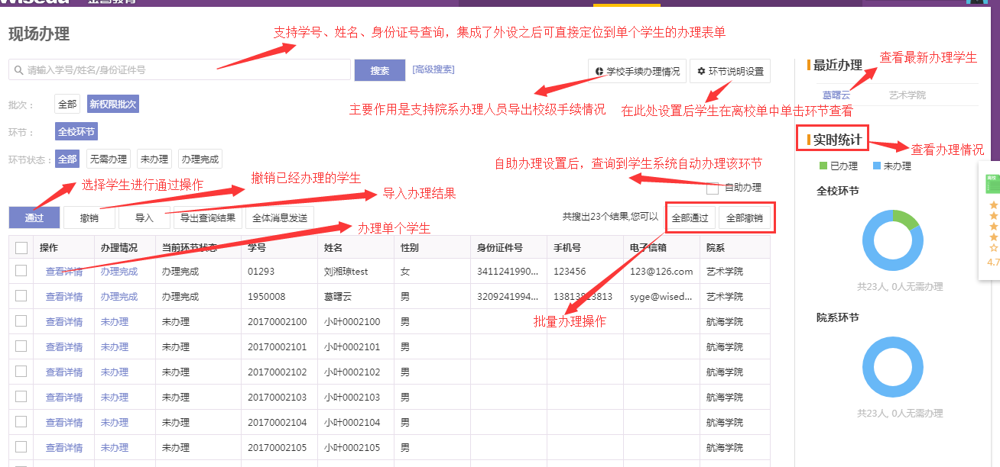 wisedu 金智教育
现场办理
支持学号、姓名、身份证号查询，集成了外设之后可直接定位到单个学生的办理表单
请输入学号/姓名/身份证件号
搜索
[高级搜索]
学校手续办理情况
环节说明设置
主要作用是支持院系办理人员导出校级手续情况
在此处设置后学生在离校单中单击环节查看
批次： 全部 新权限批次
环节： 全校环节
环节状态： 全部 无需办理 未办理 办理完成
选择学生进行通过操作
撤销已经办理的学生
导入办理结果
自助办理设置后，查询到学生系统自动办理该环节
自助办理
通过 撤销 导入 导出查询结果 全体消息发送
共搜出23个结果,您可以 全部通过 全部撤销
办理单个学生
操作 办理情况 当前环节状态 学号 姓名 性别 身份证件号 手机号 电子信箱 院系
查看详情 办理完成 办理完成 01293 刘湘琼test 女 3411241990... 123456 123@126.com 艺术学院
查看详情 办理完成 办理完成 1950008 葛曙云 男 3209241994... 13813813813 syge@wised... 艺术学院
批量办理操作
查看详情 未办理 未办理 20170002100 小叶0002100 男 航海学院
查看详情 未办理 未办理 20170002101 小叶0002101 男 航海学院
查看详情 未办理 未办理 20170002102 小叶0002102 男 航海学院
查看详情 未办理 未办理 20170002103 小叶0002103 男 航海学院
查看详情 未办理 未办理 20170002104 小叶0002104 男 航海学院
查看详情 未办理 未办理 20170002105 小叶0002105 男 航海学院
最近办理
查看最新办理学生
葛曙云 艺术学院
实时统计
查看办理情况
已办理 未办理
全校环节
共23人, 0人无需办理
院系环节
共23人, 0人无需办理
4.7